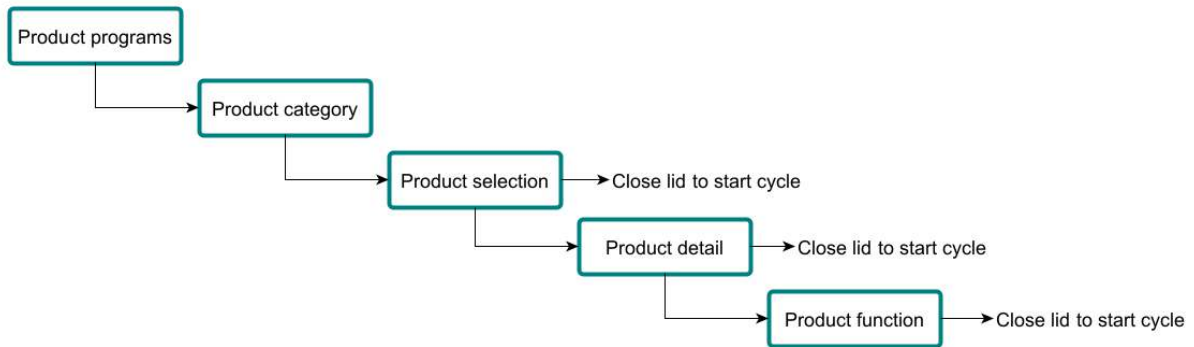 Product programs
Product category
Product selection
Close lid to start cycle
Product detail
Close lid to start cycle
Product function
Close lid to start cycle